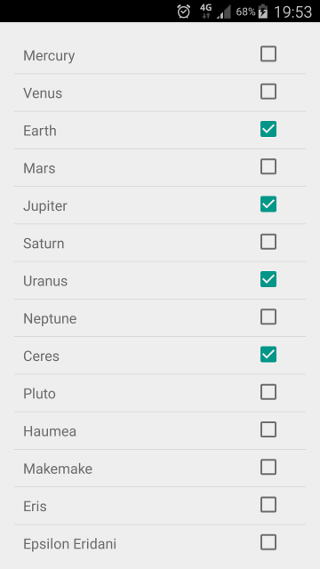 4G 68% 19:53
Mercury
Venus
Earth
Mars
Jupiter
Saturn
Uranus
Neptune
Ceres
Pluto
Haumea
Makemake
Eris
Epsilon Eridani